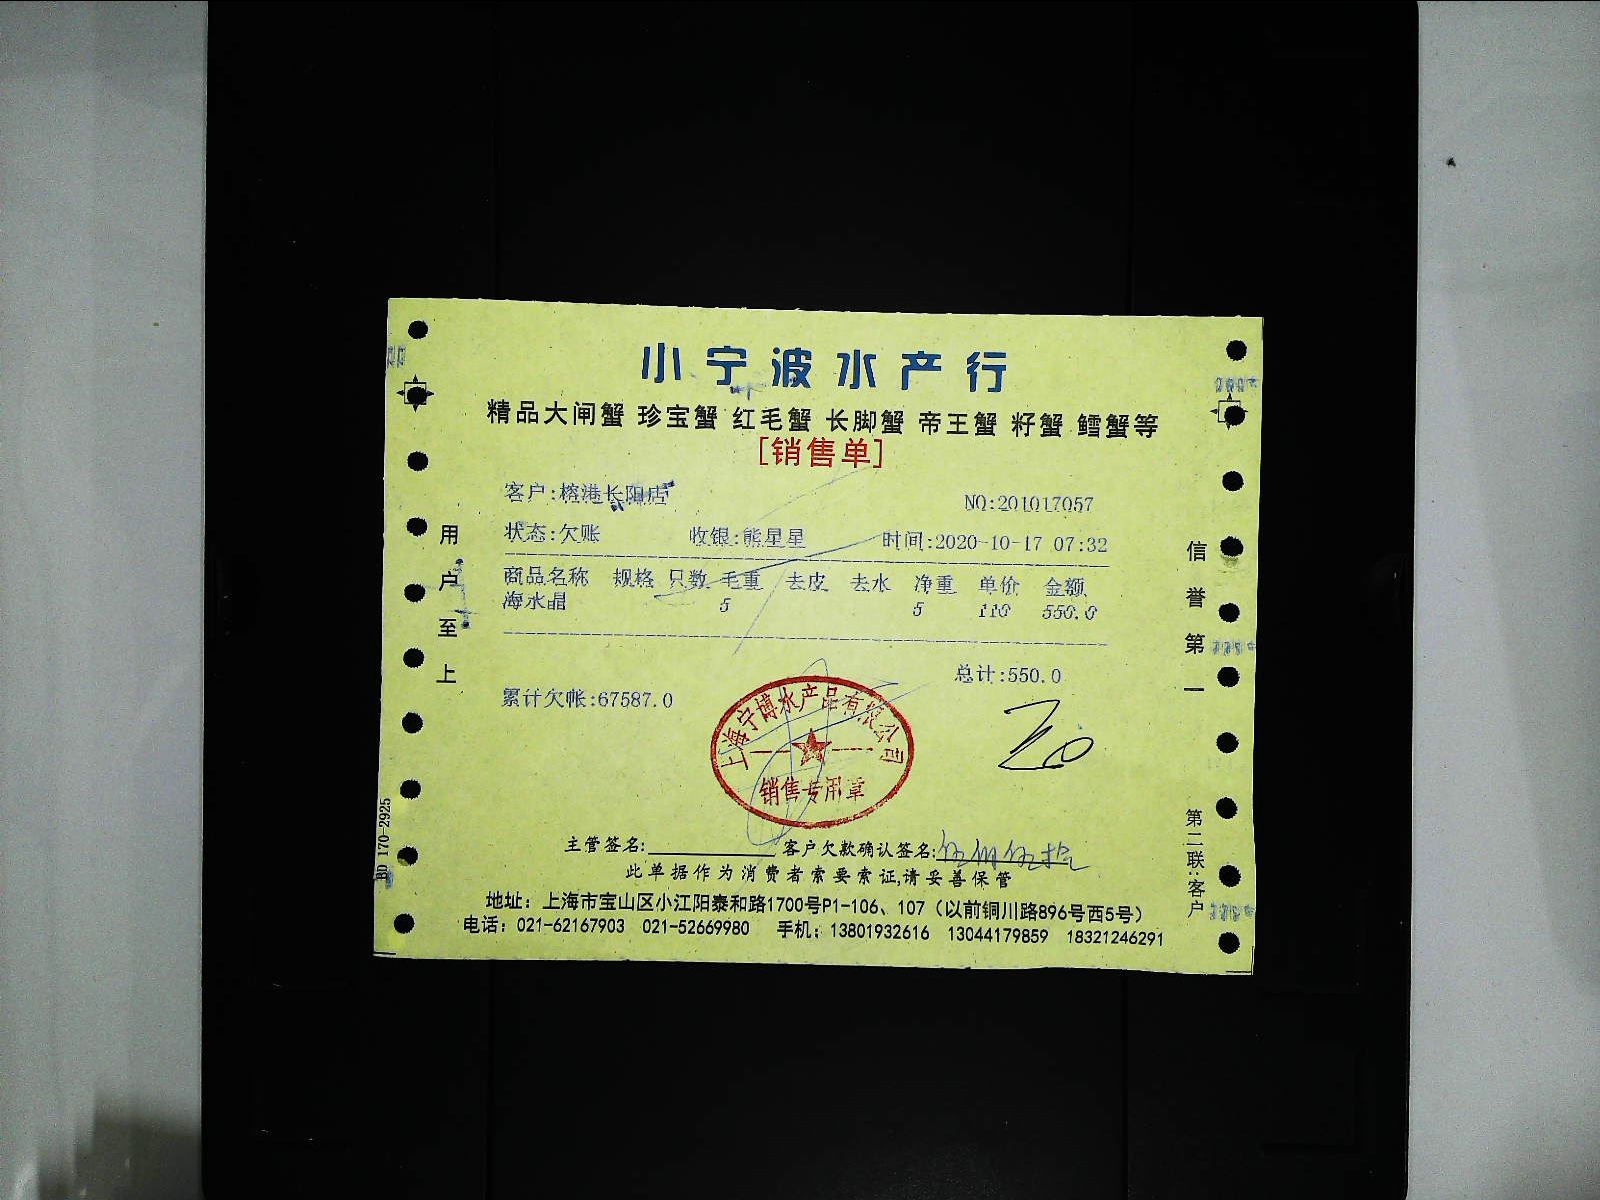 小宁波水产行
精品大闸蟹 珍宝蟹 红毛蟹 长脚蟹 帝王蟹 籽蟹 鳕蟹等
[销售单]
客户:榕港长阳店
NO:201017057
状态:欠账 收银:熊星星 时间:2020-10-17 07:32
商品名称 规格 只数 毛重 去皮 去水 净重 单价 金额
海水晶 5 5 110 550.0
总计:550.0
累计欠帐:67587.0
上海宁博水产品有限公司
销售专用章
主管签名: 客户欠款确认签名:
此单据作为消费者索要索证,请妥善保管
地址：上海市宝山区小江阳泰和路1700号P1-106、107（以前铜川路896号西5号）
电话：021-62167903 021-52669980 手机：13801932616 13044179859 18321246291
用户至上
信誉第一
第二联:客户
BD 170-2925